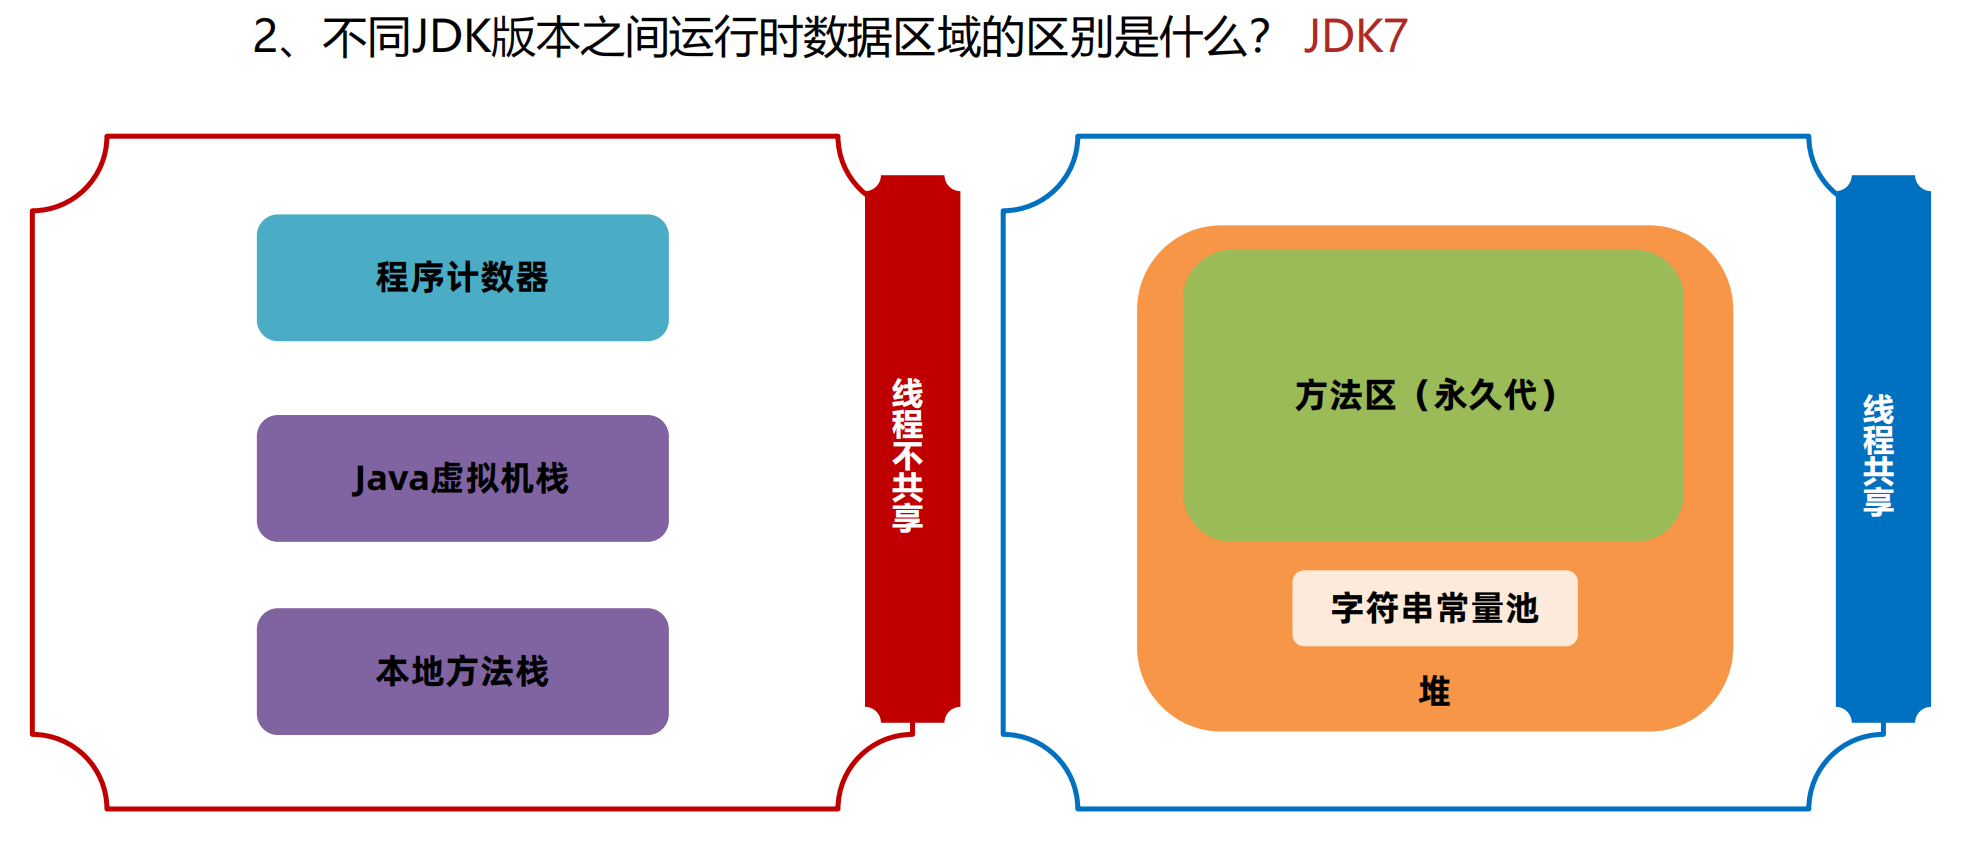 2、不同JDK版本之间运行时数据区域的区别是什么？ JDK7
程序计数器
Java虚拟机栈
本地方法栈
线程不共享
方法区（永久代）
字符串常量池
堆
线程共享